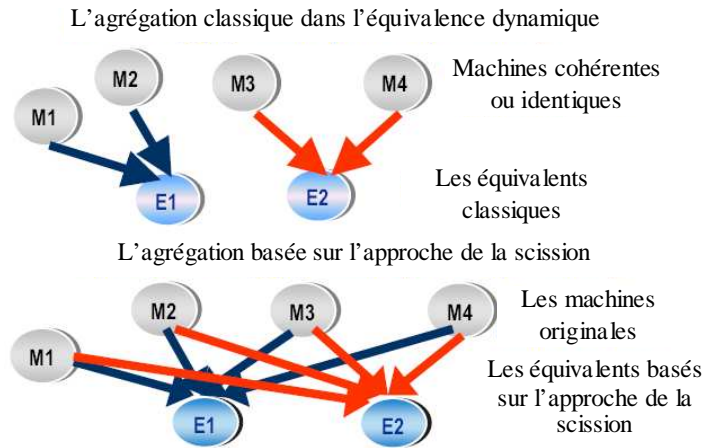 L'agrégation classique dans l'équivalence dynamique
M2
M3
M4
Machines cohérentes
ou identiques
M1
E1
E2
Les équivalents
classiques
L'agrégation basée sur l'approche de la scission
M2
M3
M4
Les machines
originales
M1
Les équivalents basés
sur l'approche de la
scission
E1
E2